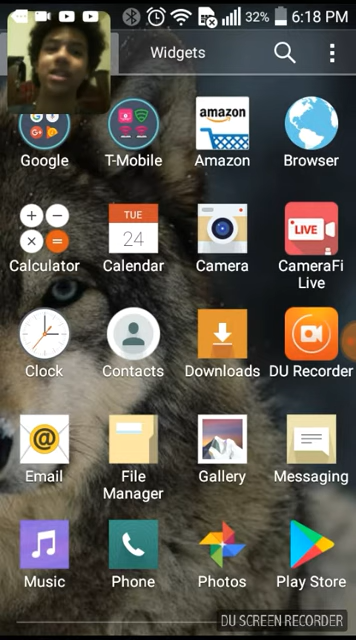 32% 6:18 PM
Widgets
amazon
Google T-Mobile Amazon Browser
TUE
24
LIVE
Calculator Calendar Camera CameraFi Live
Clock Contacts Downloads DU Recorder
Email File Manager Gallery Messaging
Music Phone Photos Play Store
DU SCREEN RECORDER